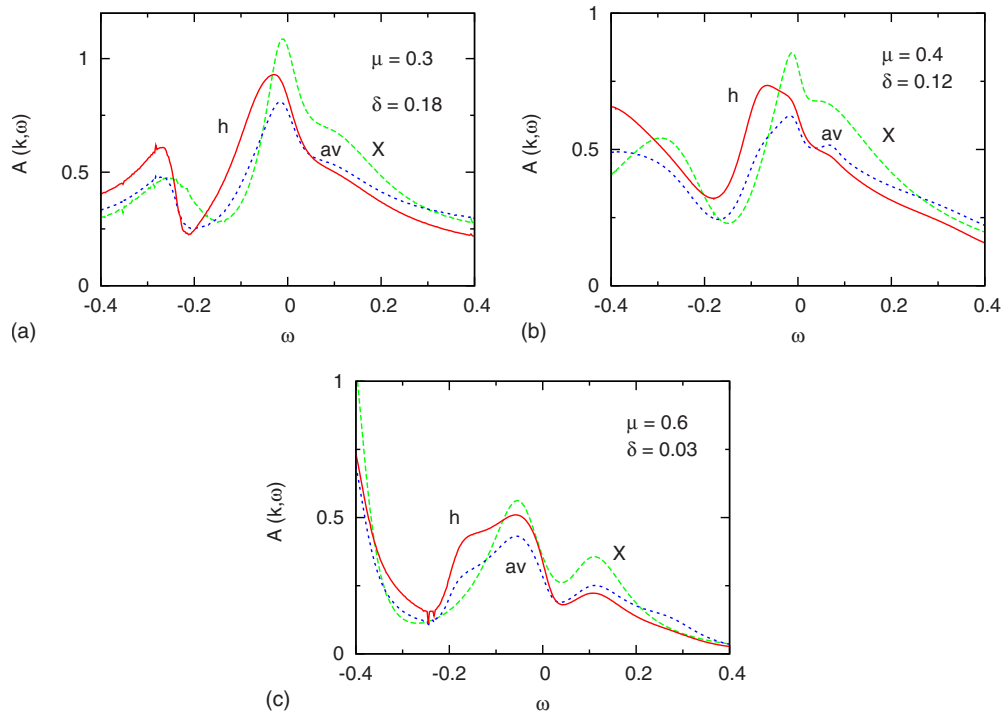 1
0.5
0
A (k,ω)
-0.4
-0.2
0
0.2
0.4
ω
μ = 0.3
δ = 0.18
h
av
X
(a)
1
0.5
0
A (k,ω)
-0.4
-0.2
0
0.2
0.4
ω
μ = 0.4
δ = 0.12
h
av
X
(b)
1
0.5
0
A (k,ω)
-0.4
-0.2
0
0.2
0.4
ω
μ = 0.6
δ = 0.03
h
av
X
(c)